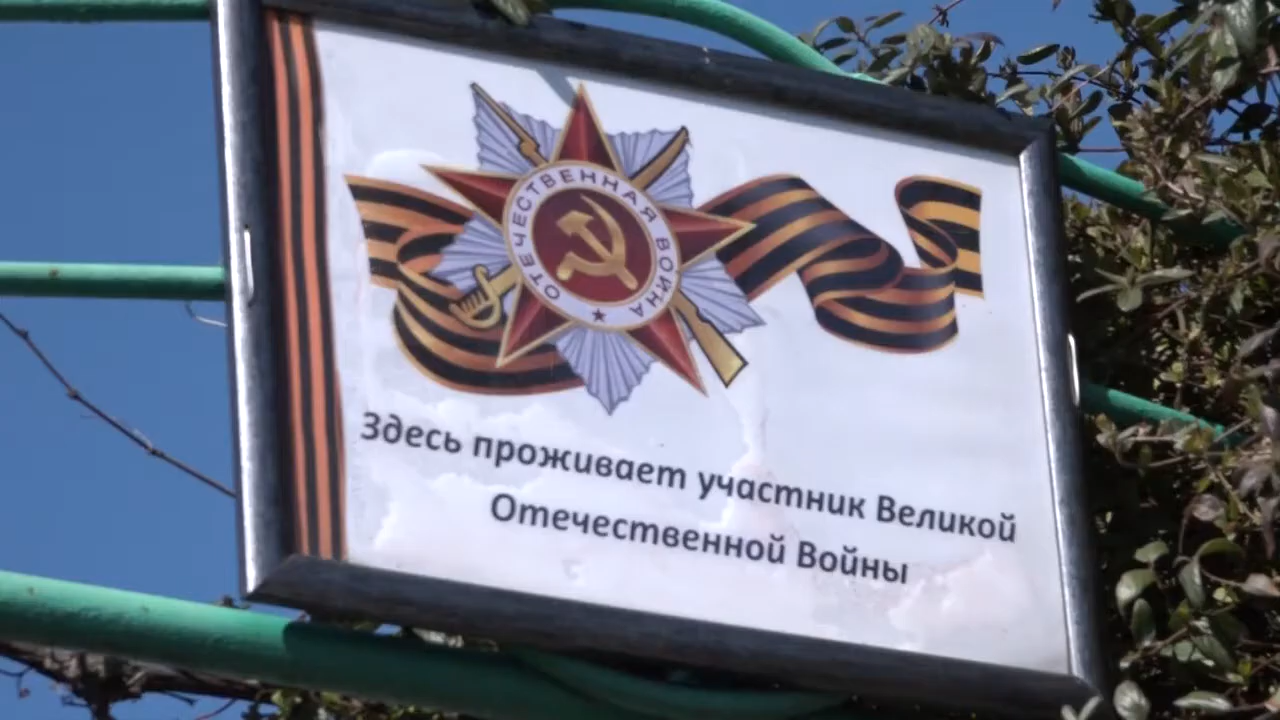 ОТЕЧЕСТВЕННАЯ ВОЙНА
Здесь проживает участник Великой
Отечественной Войны